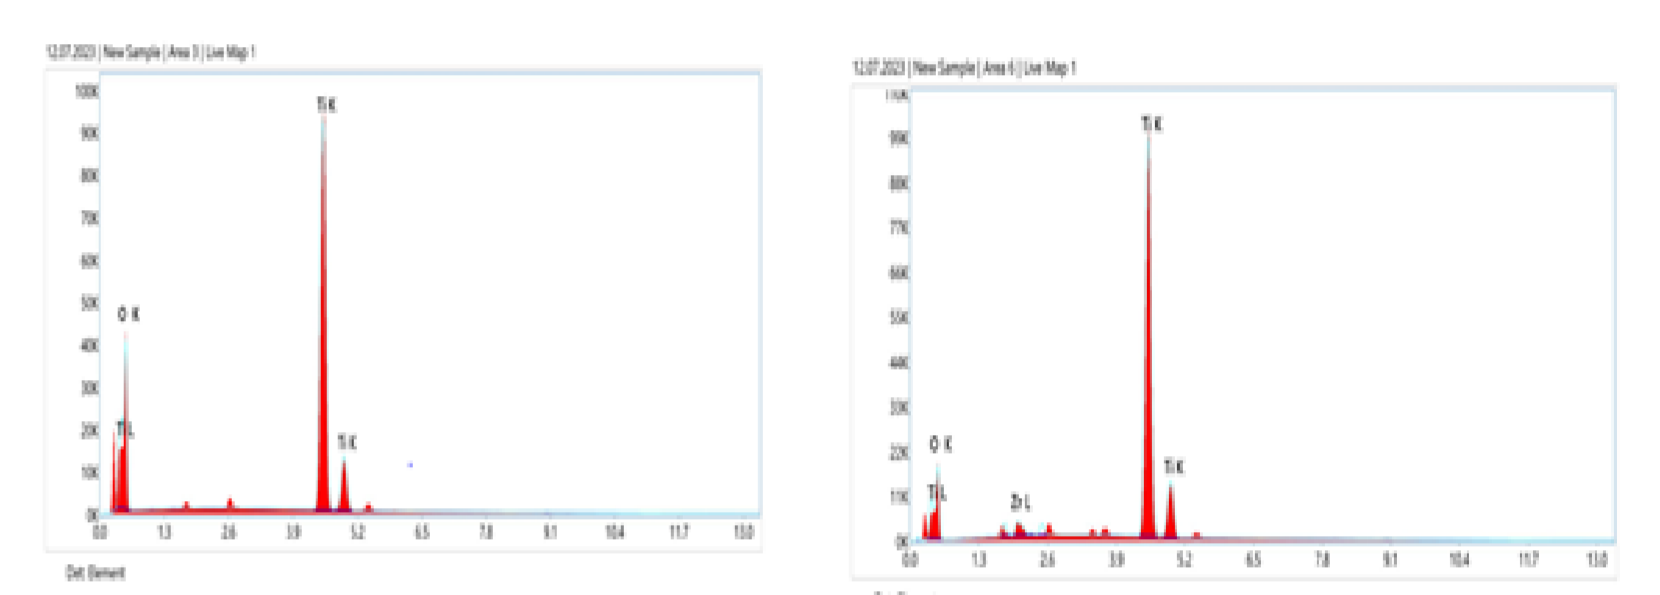 12.07.2023 | New Sample | Area 3 | Live Map 1
100K
90K
80K
70K
60K
50K
40K
30K
20K
10K
0K
Ti K
O K
Ti L
Ti K
0.0 1.3 2.6 3.9 5.2 6.5 7.8 9.1 10.4 11.7 13.0
Det: Element
12.07.2023 | New Sample | Area 6 | Live Map 1
110K
99K
88K
77K
66K
55K
44K
33K
22K
11K
0K
Ti K
O K
Ti L
Zr L
Ti K
0.0 1.3 2.6 3.9 5.2 6.5 7.8 9.1 10.4 11.7 13.0